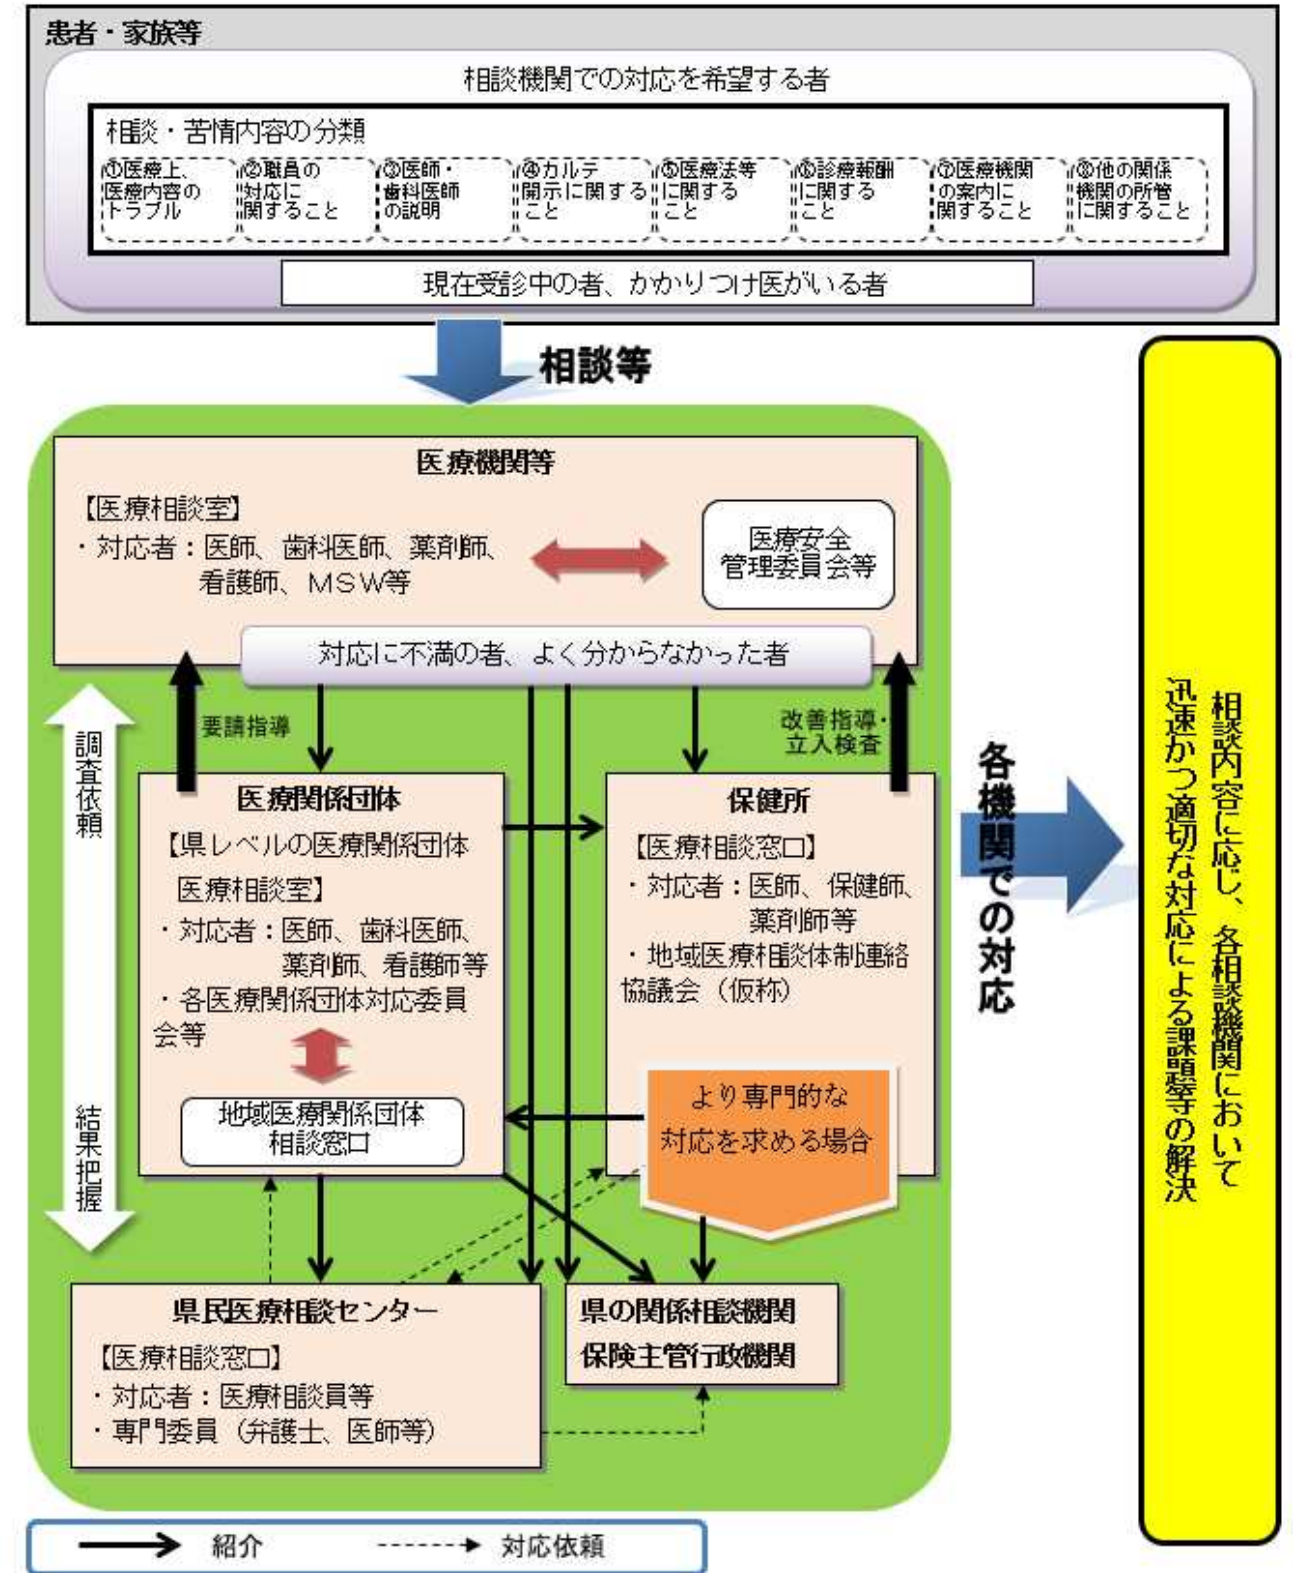 患者・家族等
相談機関での対応を希望する者
相談・苦情内容の分類
①医療上、
医療内容の
トラブル
②職員の
対応に
関すること
③医師・
歯科医師
の説明
④カルテ
開示に関する
こと
⑤医療法等
に関する
こと
⑥診療報酬
に関する
こと
⑦医療機関
の案内に
関すること
⑧他の関係
機関の所管
に関すること
現在受診中の者、かかりつけ医がいる者
相談等
医療機関等
【医療相談室】
・対応者：医師、歯科医師、薬剤師、
看護師、ＭＳＷ等
医療安全
管理委員会等
対応に不満の者、よく分からなかった者
要請指導
改善指導・
立入検査
調査依頼
結果把握
医療関係団体
【県レベルの医療関係団体
医療相談室】
・対応者：医師、歯科医師、
薬剤師、看護師等
・各医療関係団体対応委員
会等
地域医療関係団体
相談窓口
保健所
【医療相談窓口】
・対応者：医師、保健師、
薬剤師等
・地域医療相談体制連絡
協議会（仮称）
より専門的な
対応を求める場合
県民医療相談センター
【医療相談窓口】
・対応者：医療相談員等
・専門委員（弁護士、医師等）
県の関係相談機関
保険主管行政機関
各機関での対応
相談内容に応じ、各相談機関において
迅速かつ適切な対応による課題等の解決
紹介
対応依頼